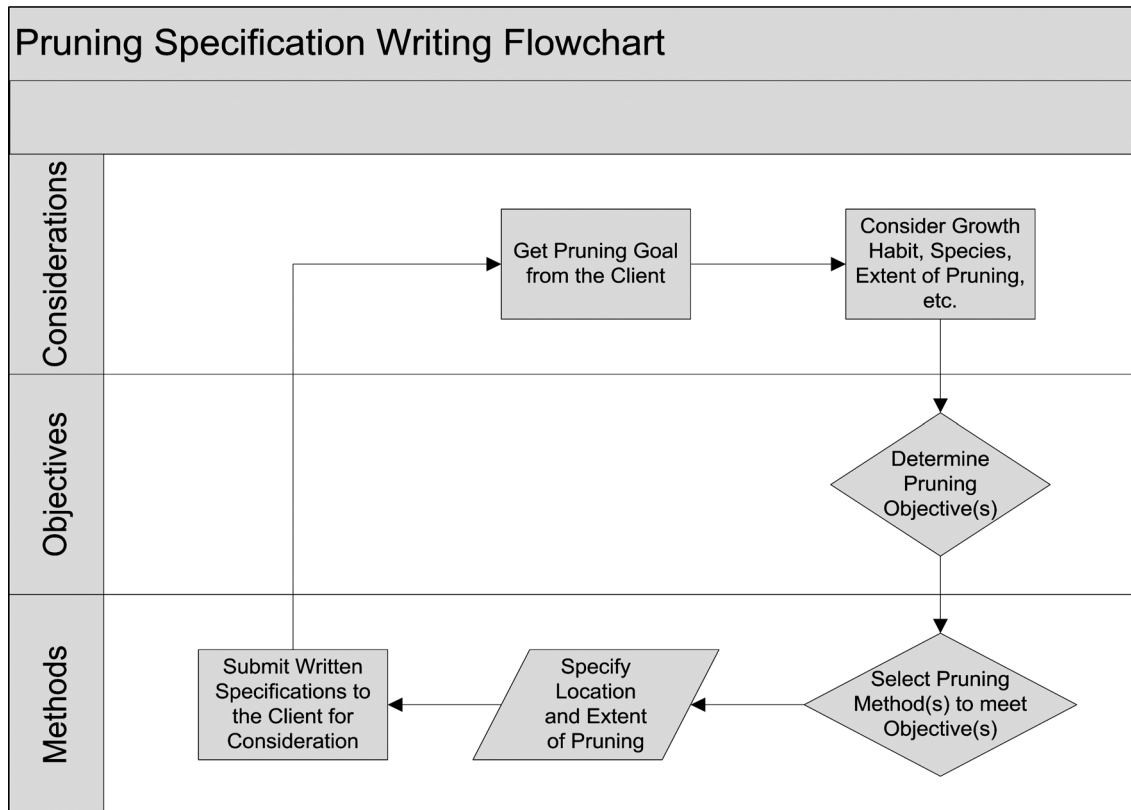 Pruning Specification Writing Flowchart
Considerations
Get Pruning Goal
from the Client
Consider Growth
Habit, Species,
Extent of Pruning,
etc.
Objectives
Determine
Pruning
Objective(s)
Methods
Submit Written
Specifications to
the Client for
Consideration
Specify
Location
and Extent
of Pruning
Select Pruning
Method(s) to meet
Objective(s)